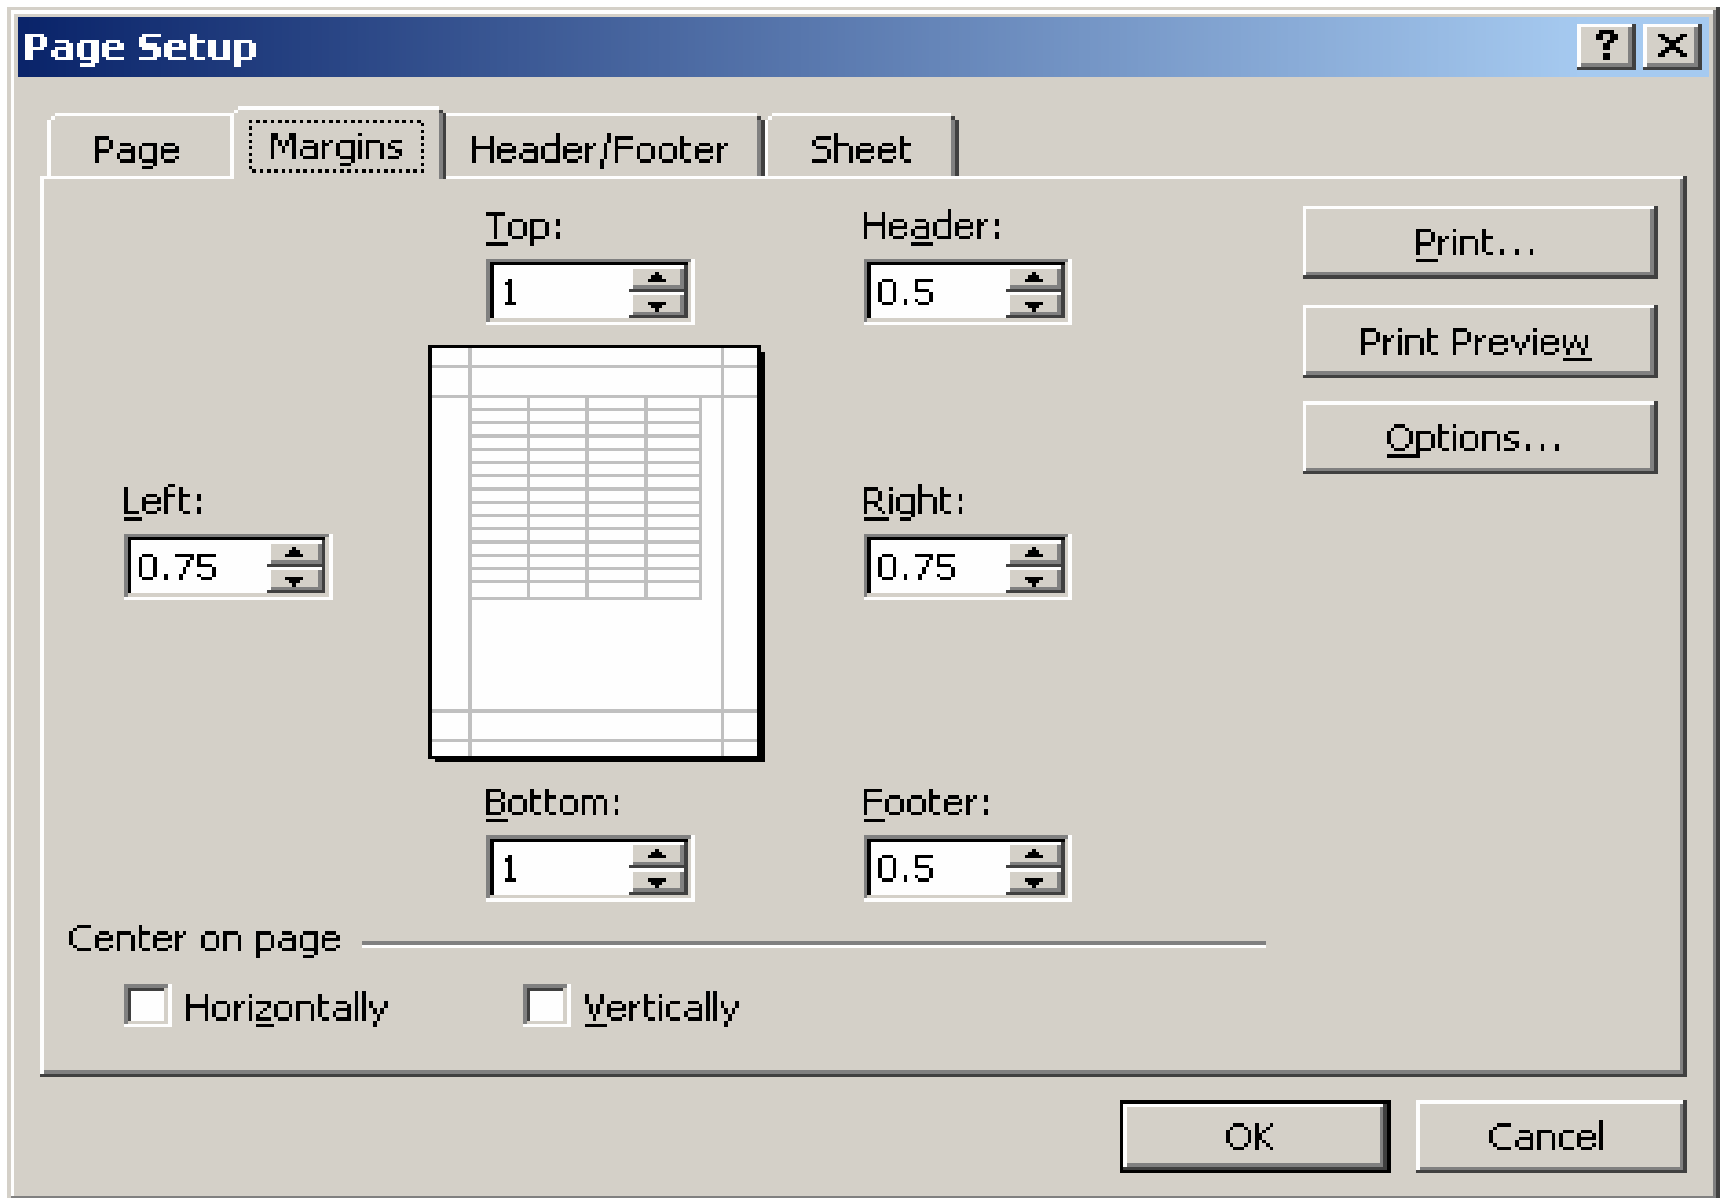 Page Setup ? X
Page Margins Header/Footer Sheet
Top: Header:
1 0.5
Print...
Print Preview
Options...
Left: Right:
0.75 0.75
Bottom: Footer:
1 0.5
Center on page
Horizontally Vertically
OK Cancel